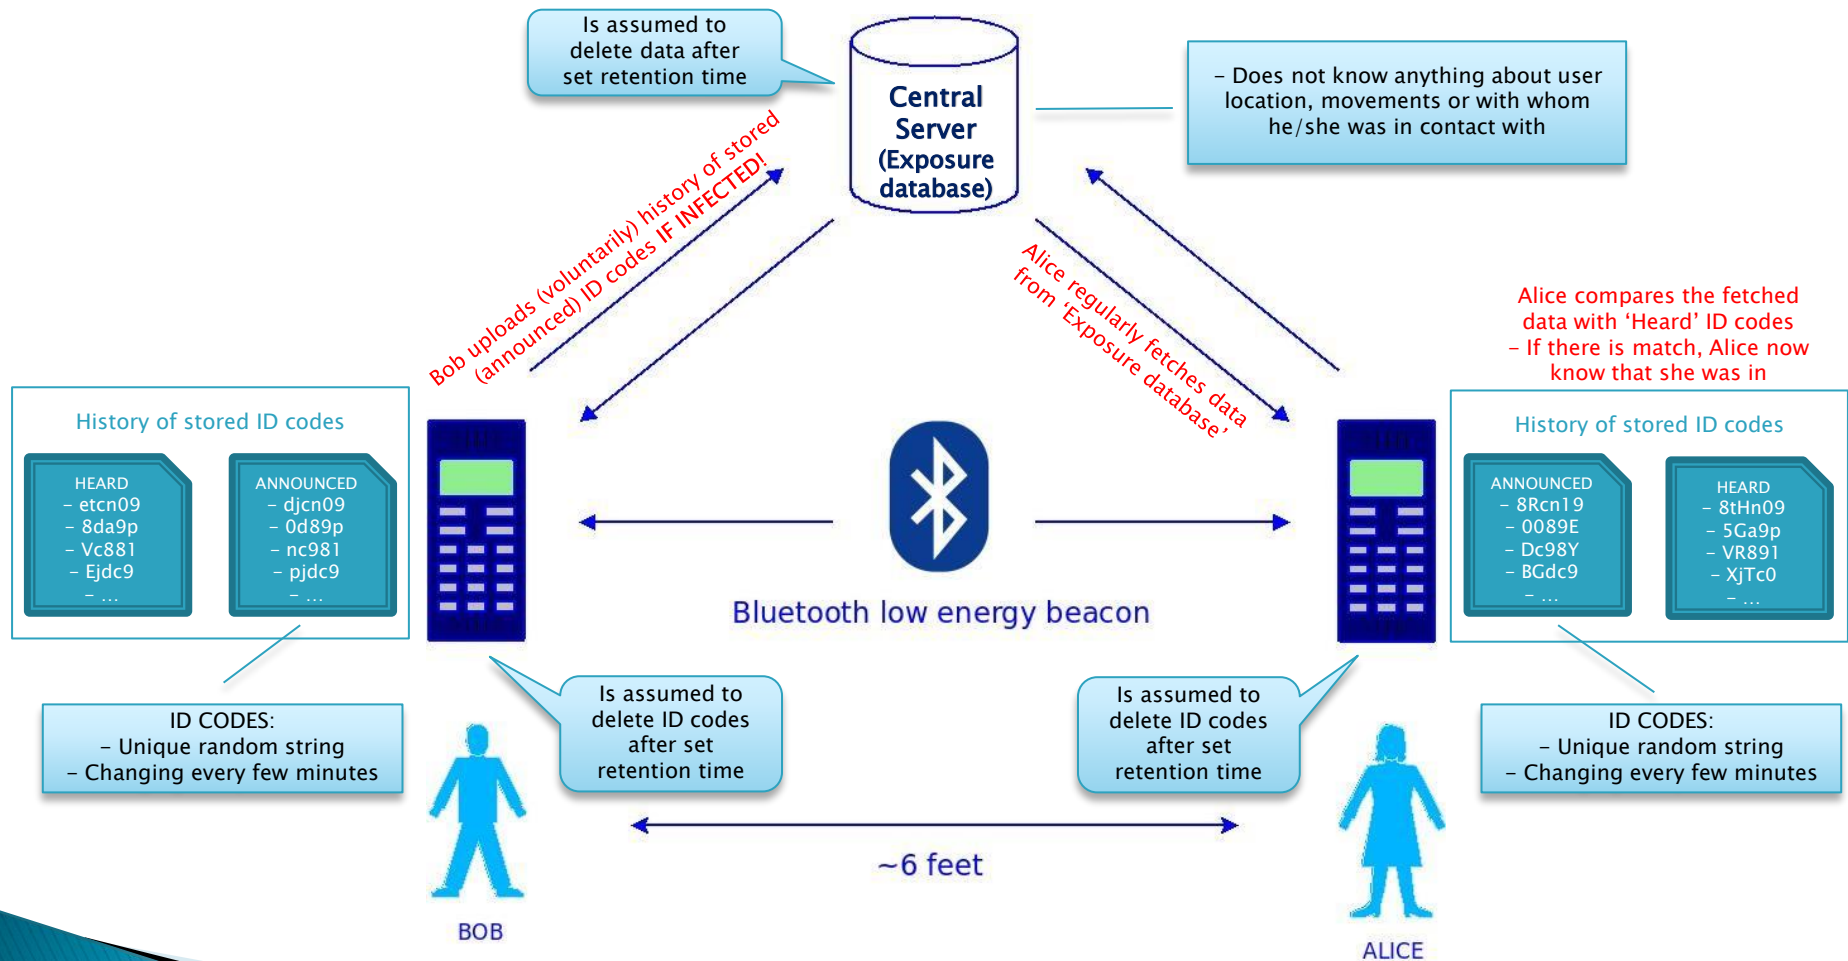 Is assumed to
delete data after
set retention time
Central
Server
(Exposure
database)
– Does not know anything about user
location, movements or with whom
he/she was in contact with
Bob uploads (voluntarily) history of stored
(announced) ID codes IF INFECTED!
Alice regularly fetches data
from ‘Exposure database’
Alice compares the fetched
data with ‘Heard’ ID codes
– If there is match, Alice now
know that she was in
History of stored ID codes
HEARD
– etcn09
– 8da9p
– Vc881
– Ejdc9
– ...
ANNOUNCED
– djcn09
– 0d89p
– nc981
– pjdc9
– ...
Bluetooth low energy beacon
History of stored ID codes
ANNOUNCED
– 8Rcn19
– 0089E
– Dc98Y
– BGdc9
– ...
HEARD
– 8tHn09
– 5Ga9p
– VR891
– XjTc0
– ...
ID CODES:
– Unique random string
– Changing every few minutes
Is assumed to
delete ID codes
after set
retention time
Is assumed to
delete ID codes
after set
retention time
ID CODES:
– Unique random string
– Changing every few minutes
~6 feet
BOB
ALICE